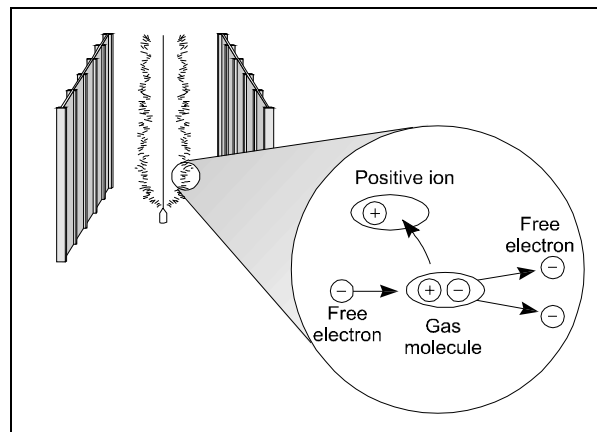 Positive ion
+
Free
electron
−
+ −
−
Free
electron
Gas
molecule
−